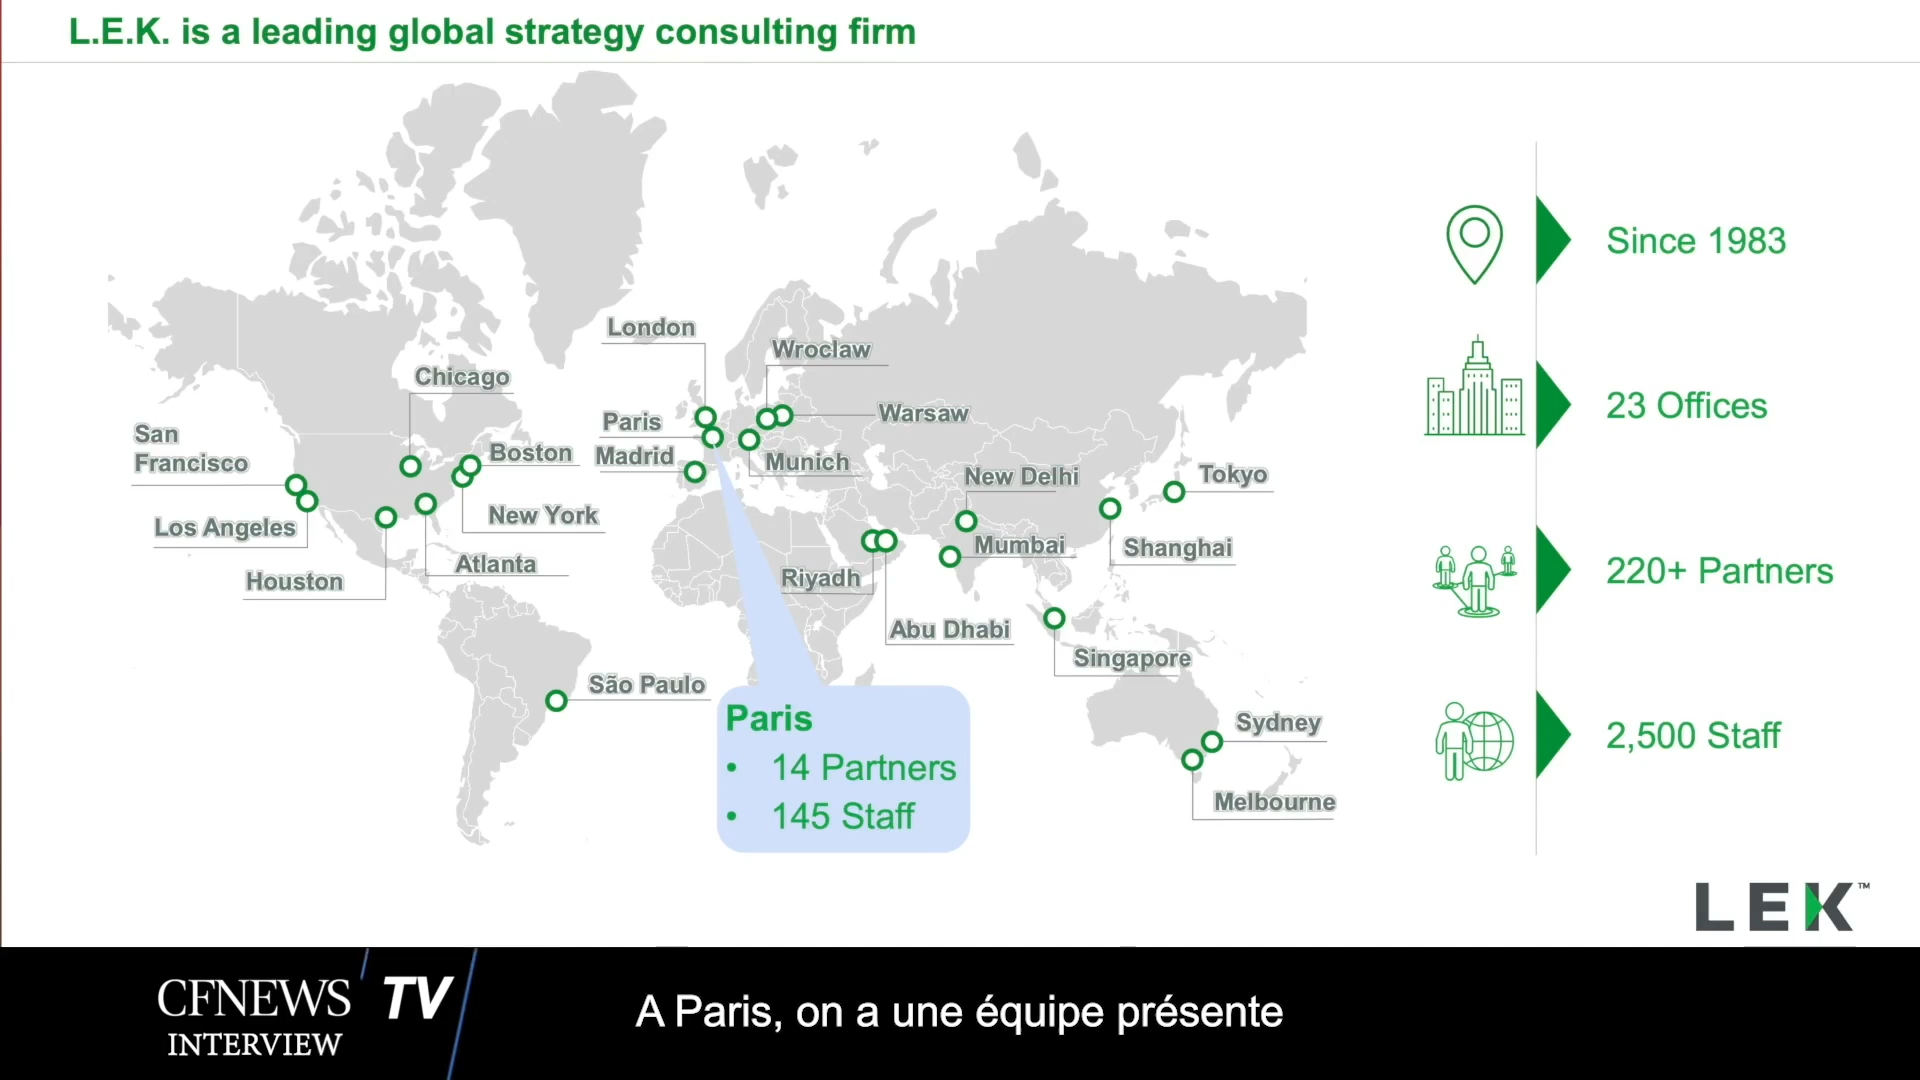 L.E.K. is a leading global strategy consulting firm
London
Wroclaw
Chicago
Warsaw
Paris
San
Francisco
Boston
Madrid
Munich
New Delhi
Tokyo
Los Angeles
New York
Mumbai
Shanghai
Atlanta
Houston
Riyadh
Abu Dhabi
Singapore
São Paulo
Sydney
Melbourne
Paris
• 14 Partners
• 145 Staff
Since 1983
23 Offices
220+ Partners
2,500 Staff
LEK™
CFNEWS TV
INTERVIEW
A Paris, on a une équipe présente